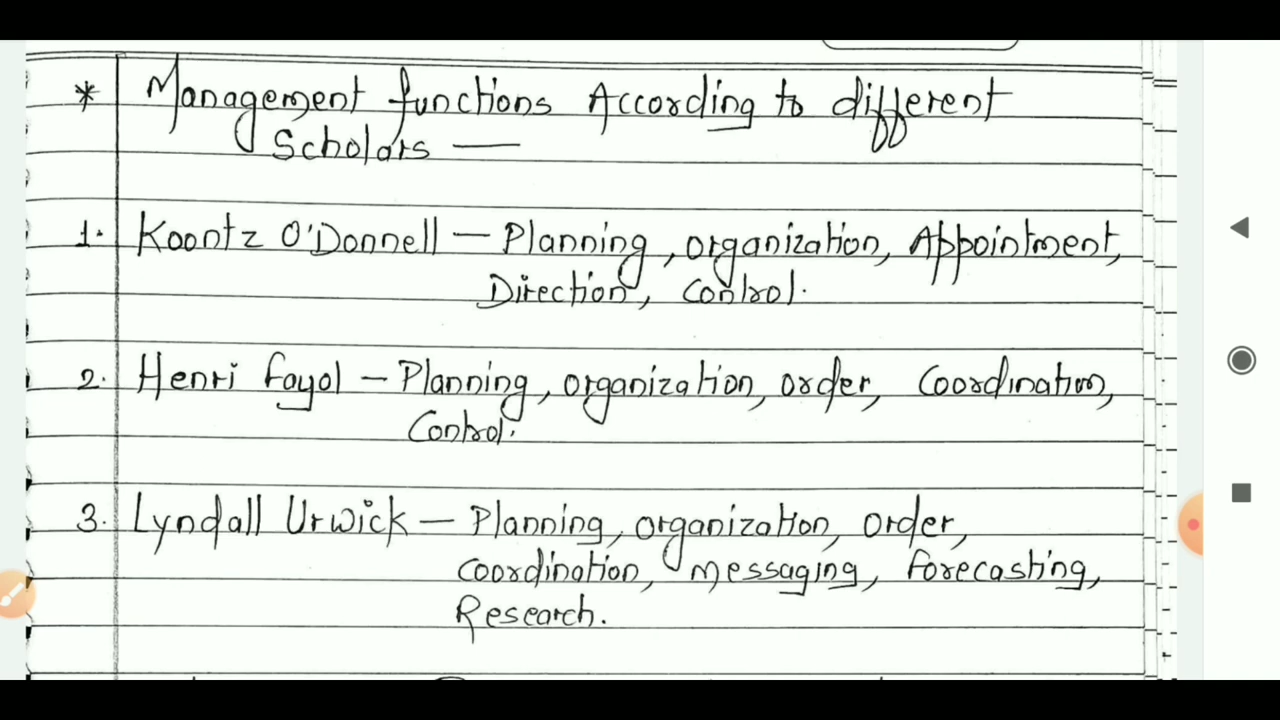 * Management functions According to different
Scholars —
1. Koontz O'Donnell — Planning, organization, Appointment,
Direction, Control.
2. Henri Fayol — Planning, organization, order, Coordination,
Control.
3. Lyndall Urwick — Planning, organization, order,
Coordination, Messaging, Forecasting,
Research.